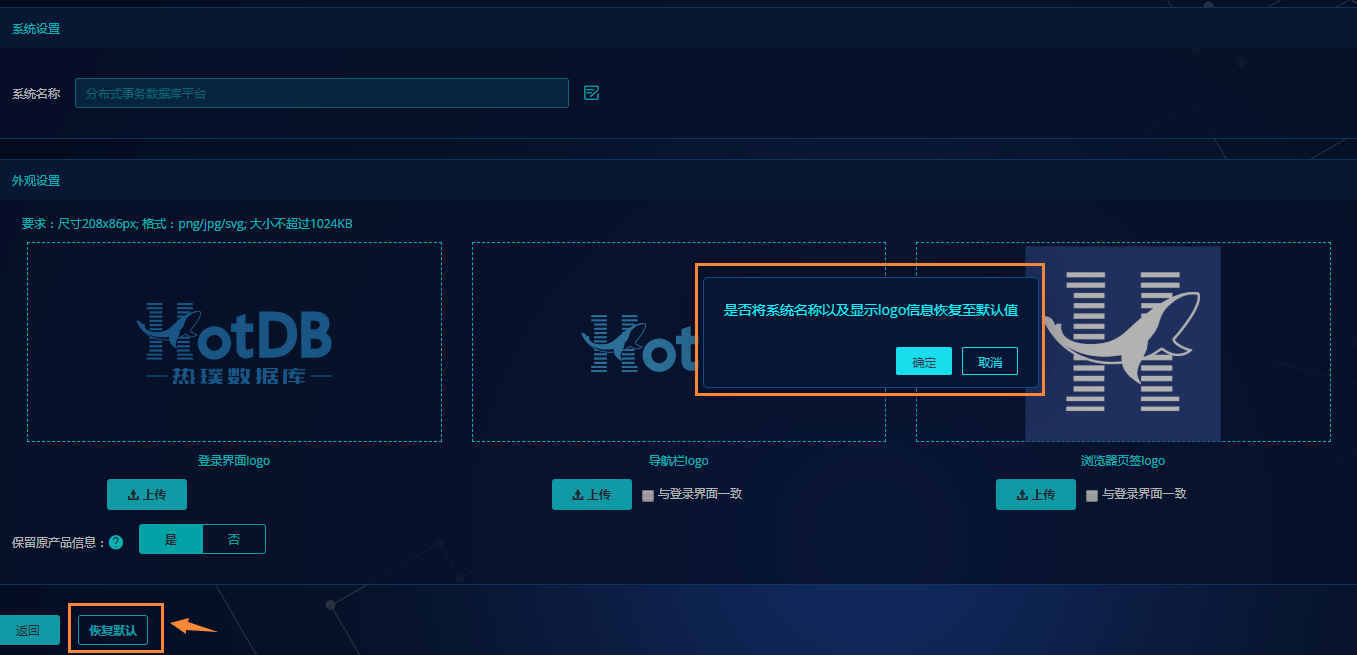 系统设置
系统名称 分布式事务数据库平台
外观设置
要求：尺寸208x86px; 格式：png/jpg/svg; 大小不超过1024KB
HotDB
热璞数据库
Hot
是否将系统名称以及显示logo信息恢复至默认值
确定 取消
H
登录界面logo 导航栏logo 浏览器页签logo
上传 上传 与登录界面一致 上传 与登录界面一致
保留原产品信息： ? 是 否
返回 恢复默认